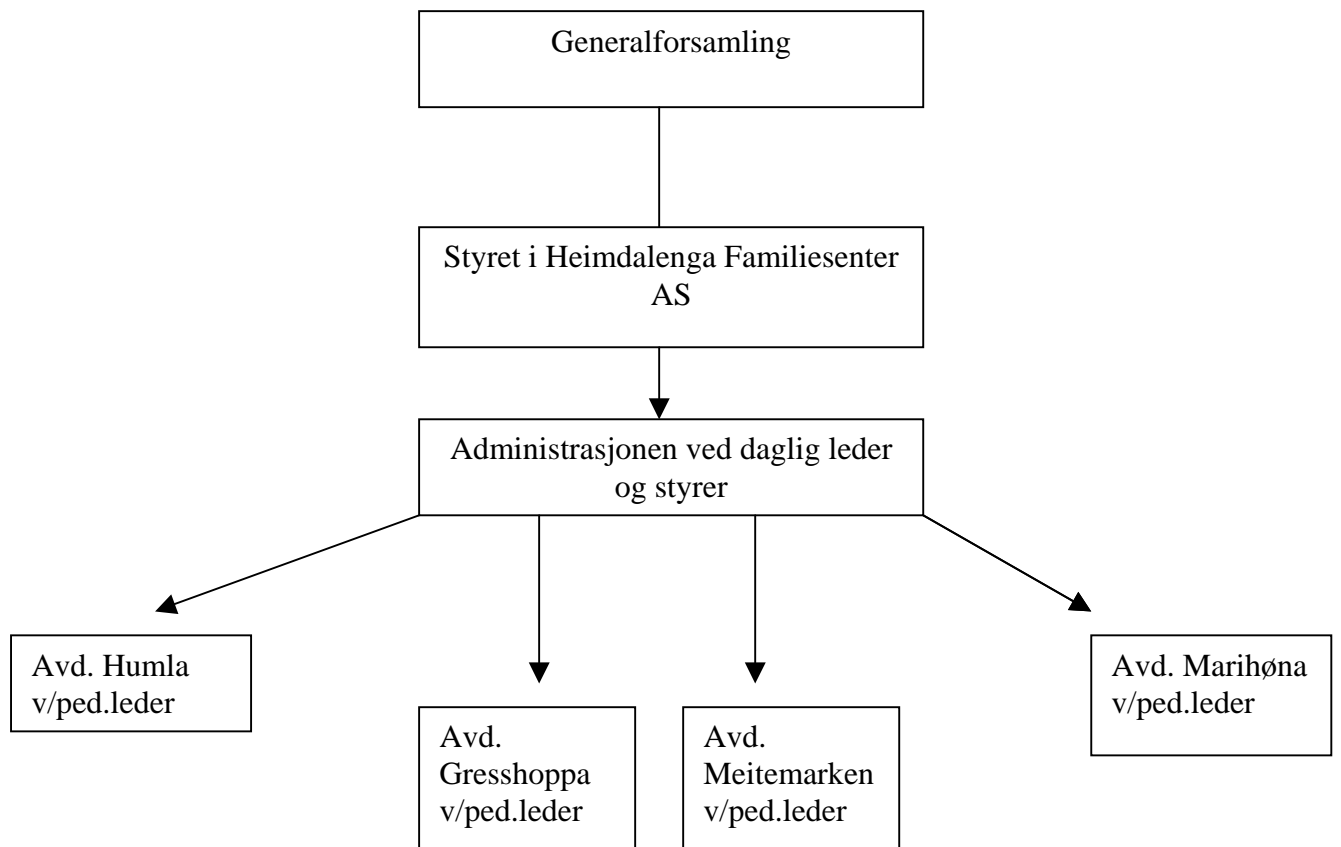 Generalforsamling
Styret i Heimdalenga Familiesenter
AS
Administrasjonen ved daglig leder
og styrer
Avd. Humla
v/ped.leder
Avd.
Gresshoppa
v/ped.leder
Avd.
Meitemarken
v/ped.leder
Avd. Marihøna
v/ped.leder